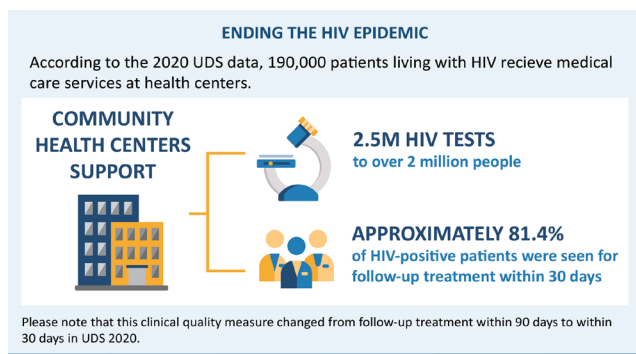 ENDING THE HIV EPIDEMIC
According to the 2020 UDS data, 190,000 patients living with HIV recieve medical
care services at health centers.
COMMUNITY
HEALTH CENTERS
SUPPORT
2.5M HIV TESTS
to over 2 million people
APPROXIMATELY 81.4%
of HIV-positive patients were seen for
follow-up treatment within 30 days
Please note that this clinical quality measure changed from follow-up treatment within 90 days to within
30 days in UDS 2020.